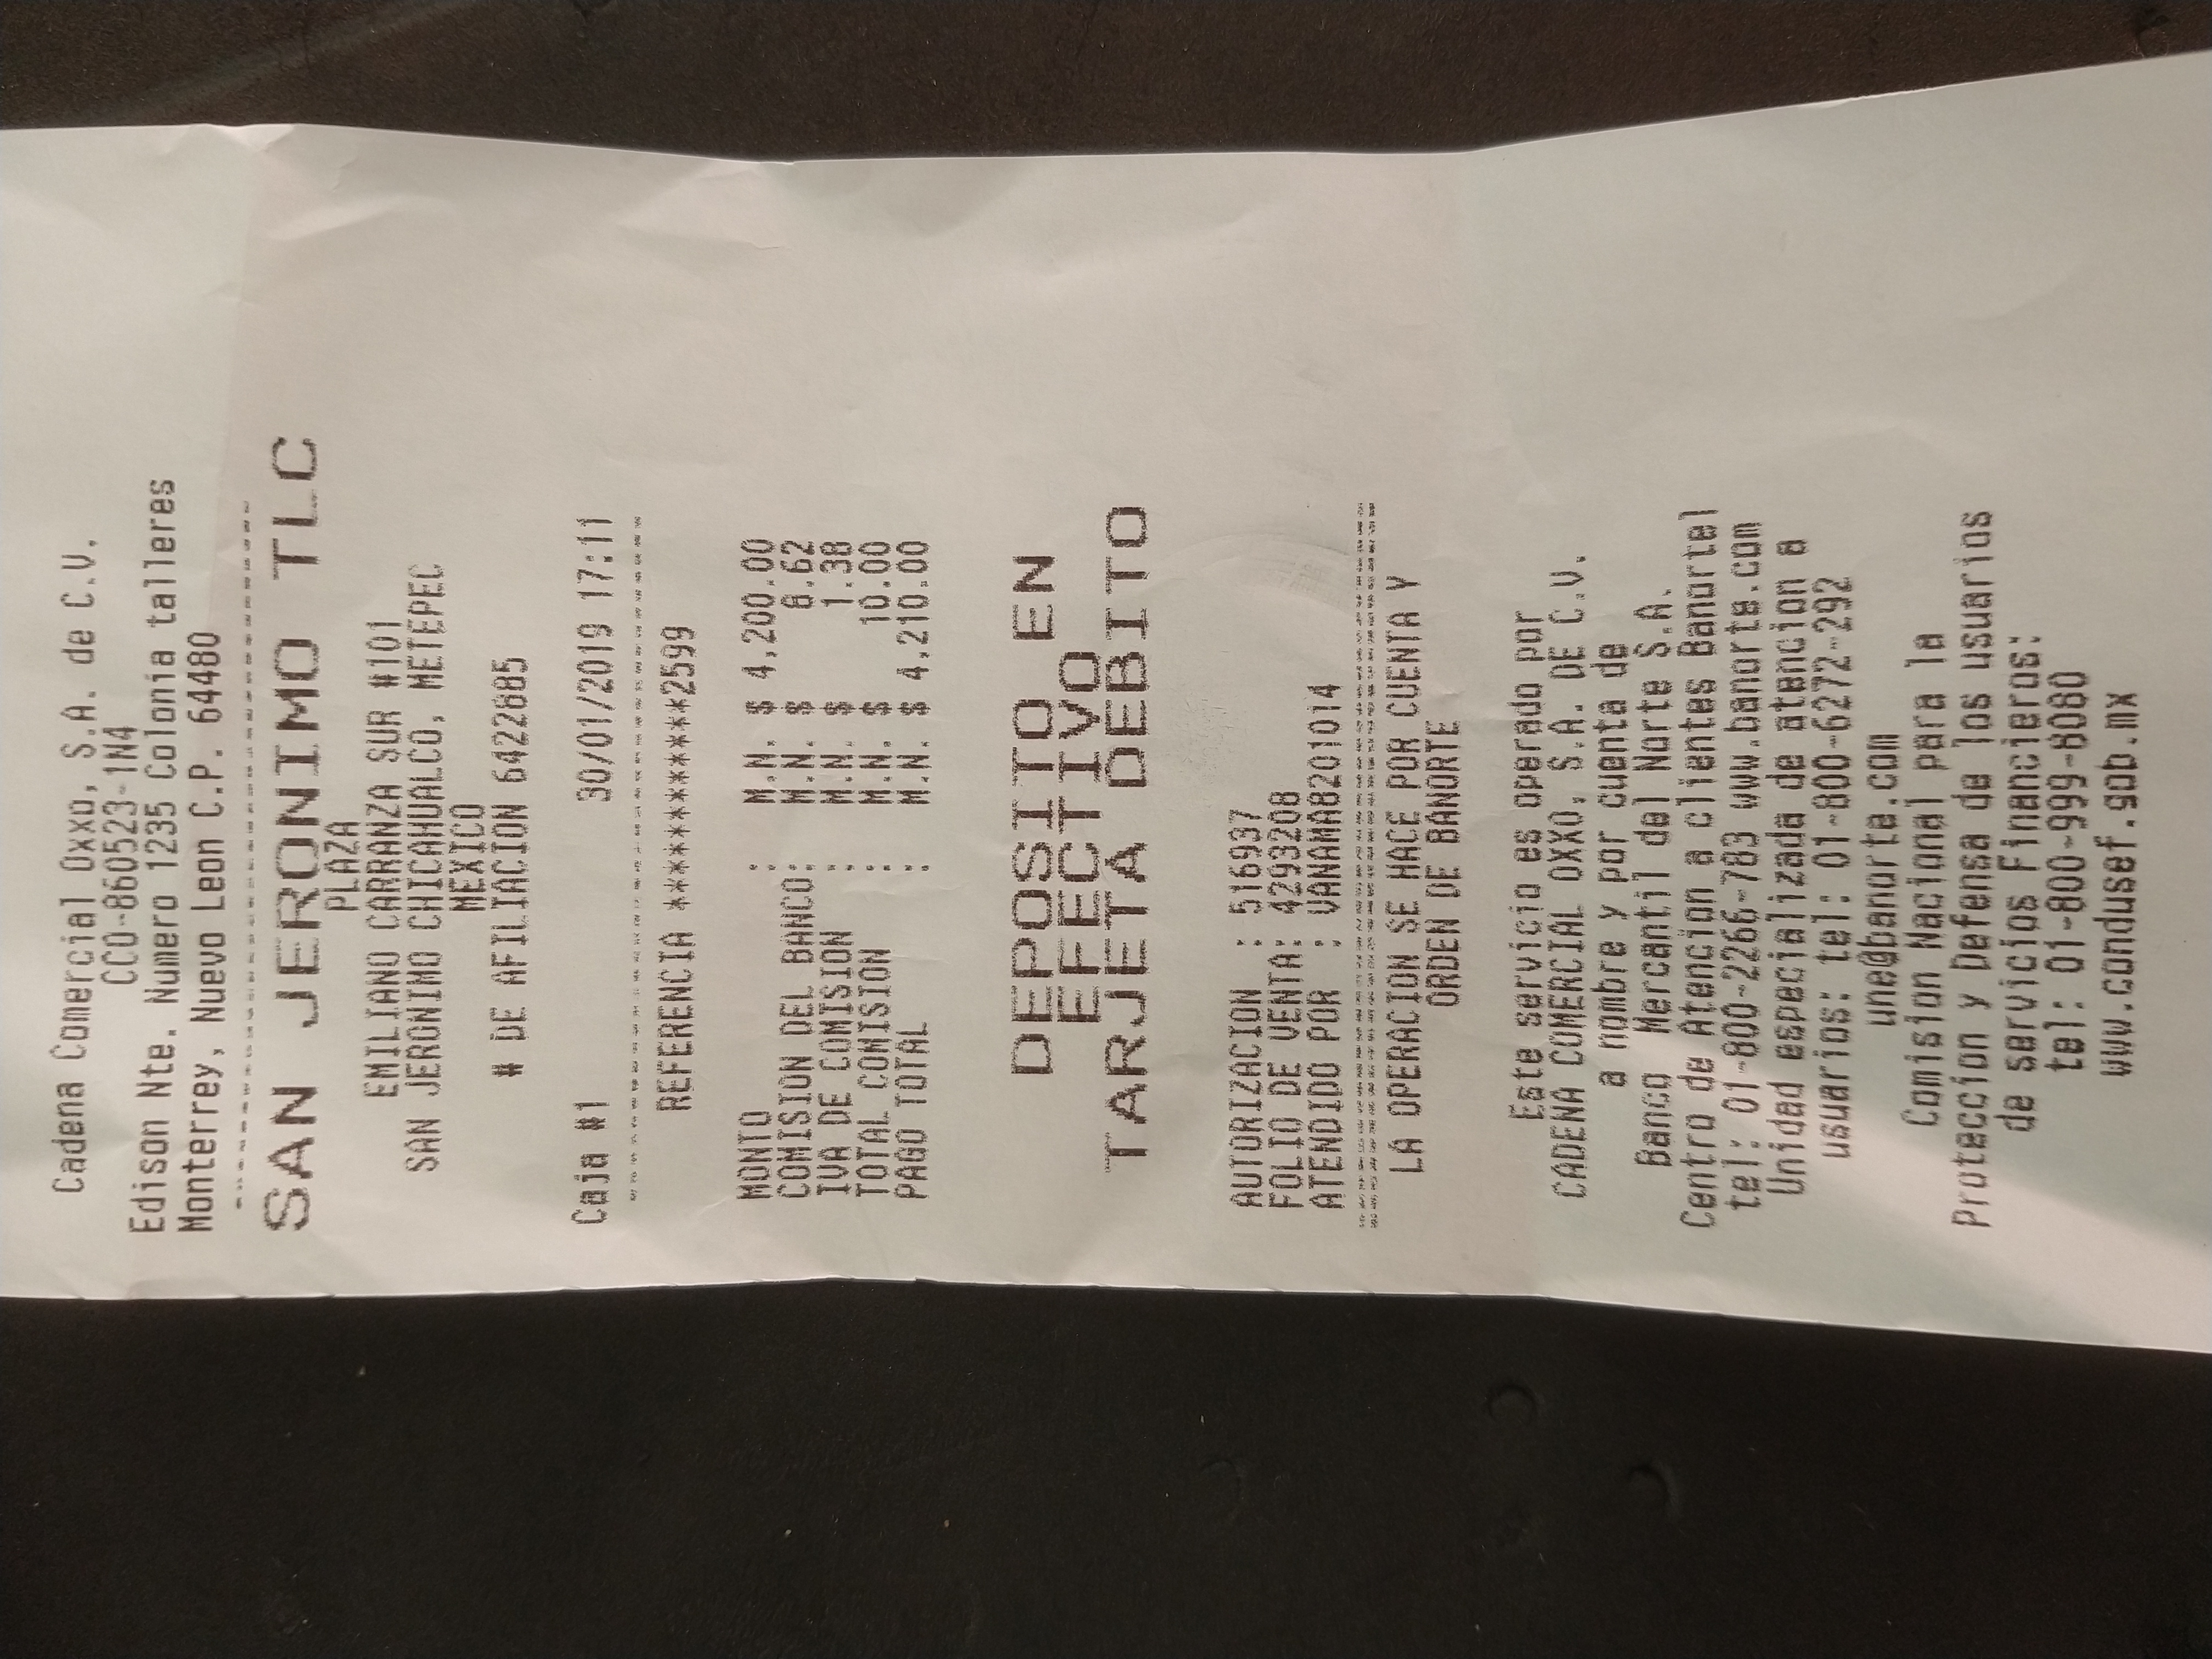 Cadena Comercial Oxxo, S.A. de C.V.
CCO-860523-1N4
Edison Nte. Numero 1235 Colonia talleres
Monterrey, Nuevo Leon C.P. 64480
SAN JERONIMO TLC
PLAZA
EMILIANO CARRANZA SUR #101
SAN JERONIMO CHICAHUALCO, METEPEC
MEXICO
# DE AFILIACION 6422885
Caja #1 30/01/2019 17:11
REFERENCIA ************2599
MONTO : M.N. $ 4,200.00
COMISION DEL BANCO: M.N. $ 8.62
IVA DE COMISION : M.N. $ 1.38
TOTAL COMISION : M.N. $ 10.00
PAGO TOTAL : M.N. $ 4,210.00
DEPOSITO EN
EFECTIVO
TARJETA DEBITO
AUTORIZACION : 516937
FOLIO DE VENTA: 4293208
ATENDIDO POR : VANAMA8201014
LA OPERACION SE HACE POR CUENTA Y
ORDEN DE BANORTE
Este servicio es operado por
CADENA COMERCIAL OXXO, S.A. DE C.V.
a nombre y por cuenta de
Banco Mercantil del Norte S.A.
Centro de Atencion a clientes Banortel
tel: 01-800-2266-783 www.banorte.com
Unidad especializada de atencion a
usuarios: tel: 01-800-6272-292
une@banorte.com
Comision Nacional para la
Proteccion y Defensa de los usuarios
de servicios Financieros:
tel: 01-800-999-8080
www.condusef.gob.mx